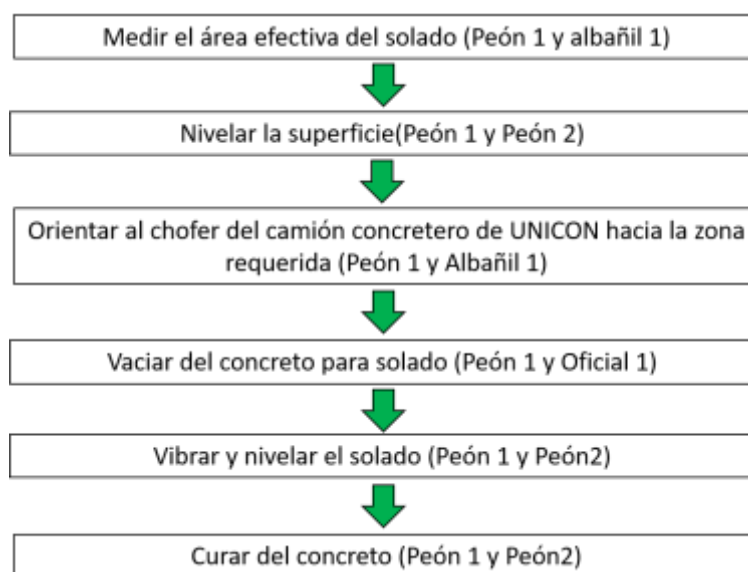 Medir el área efectiva del solado (Peón 1 y albañil 1)
Nivelar la superficie(Peón 1 y Peón 2)
Orientar al chofer del camión concretero de UNICON hacia la zona
requerida (Peón 1 y Albañil 1)
Vaciar del concreto para solado (Peón 1 y Oficial 1)
Vibrar y nivelar el solado (Peón 1 y Peón2)
Curar del concreto (Peón 1 y Peón2)